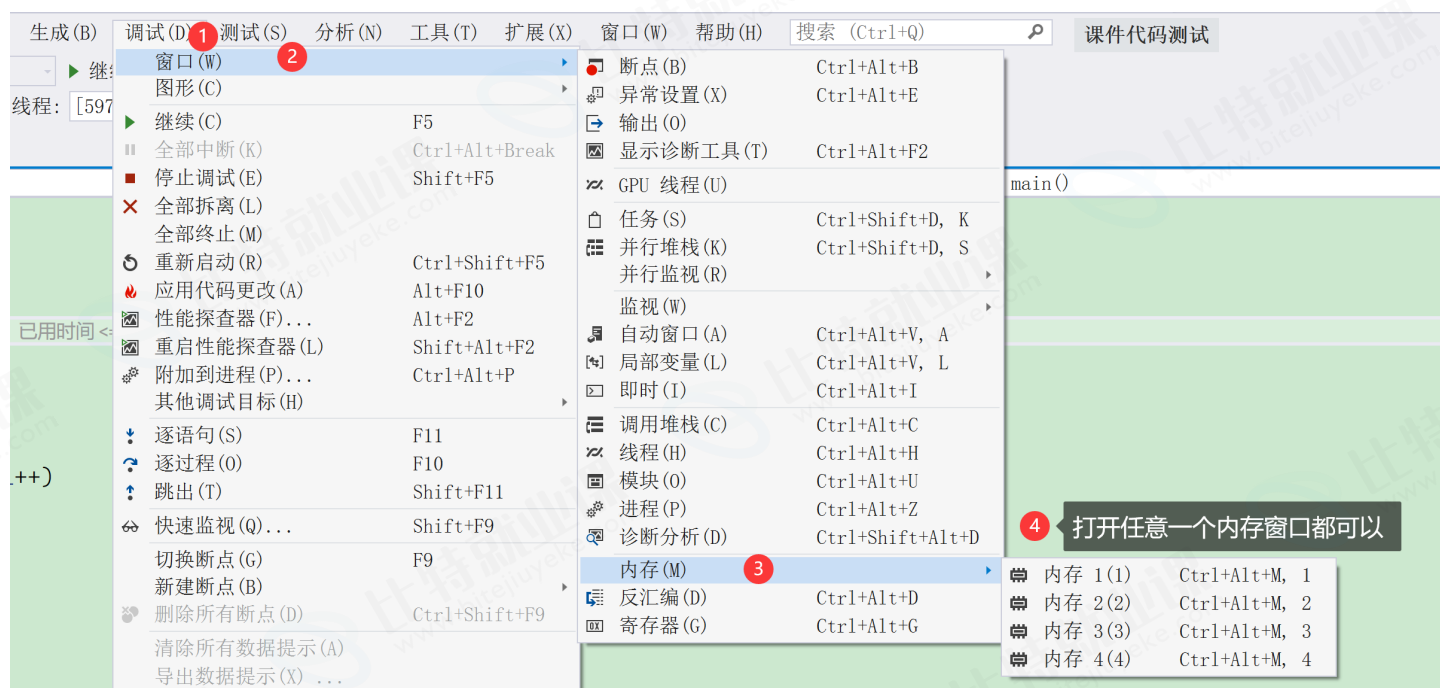 生成(B) 调试(D) 测试(S) 分析(N) 工具(T) 扩展(X) 窗口(W) 帮助(H) 搜索 (Ctrl+Q) 课件代码测试
1
2
窗口(W)
图形(C)
继续(C) F5
全部中断(K) Ctrl+Alt+Break
停止调试(E) Shift+F5
全部拆离(L)
全部终止(M)
重新启动(R) Ctrl+Shift+F5
应用代码更改(A) Alt+F10
性能探查器(F)... Alt+F2
重启性能探查器(L) Shift+Alt+F2
附加到进程(P)... Ctrl+Alt+P
其他调试目标(H)
逐语句(S) F11
逐过程(O) F10
跳出(T) Shift+F11
快速监视(Q)... Shift+F9
切换断点(G) F9
新建断点(B)
删除所有断点(D) Ctrl+Shift+F9
清除所有数据提示(A)
导出数据提示(X) ...
继
线程: [597
已用时间 <=
++)
断点(B) Ctrl+Alt+B
异常设置(X) Ctrl+Alt+E
输出(O)
显示诊断工具(T) Ctrl+Alt+F2
GPU 线程(U)
任务(S) Ctrl+Shift+D, K
并行堆栈(K) Ctrl+Shift+D, S
并行监视(R)
监视(W)
自动窗口(A) Ctrl+Alt+V, A
局部变量(L) Ctrl+Alt+V, L
即时(I) Ctrl+Alt+I
调用堆栈(C) Ctrl+Alt+C
线程(H) Ctrl+Alt+H
模块(O) Ctrl+Alt+U
进程(P) Ctrl+Alt+Z
诊断分析(D) Ctrl+Shift+Alt+D
内存(M) 3
反汇编(D) Ctrl+Alt+D
寄存器(G) Ctrl+Alt+G
main()
4 打开任意一个内存窗口都可以
内存 1(1) Ctrl+Alt+M, 1
内存 2(2) Ctrl+Alt+M, 2
内存 3(3) Ctrl+Alt+M, 3
内存 4(4) Ctrl+Alt+M, 4
比特就业课
www.bitejiuyeke.com